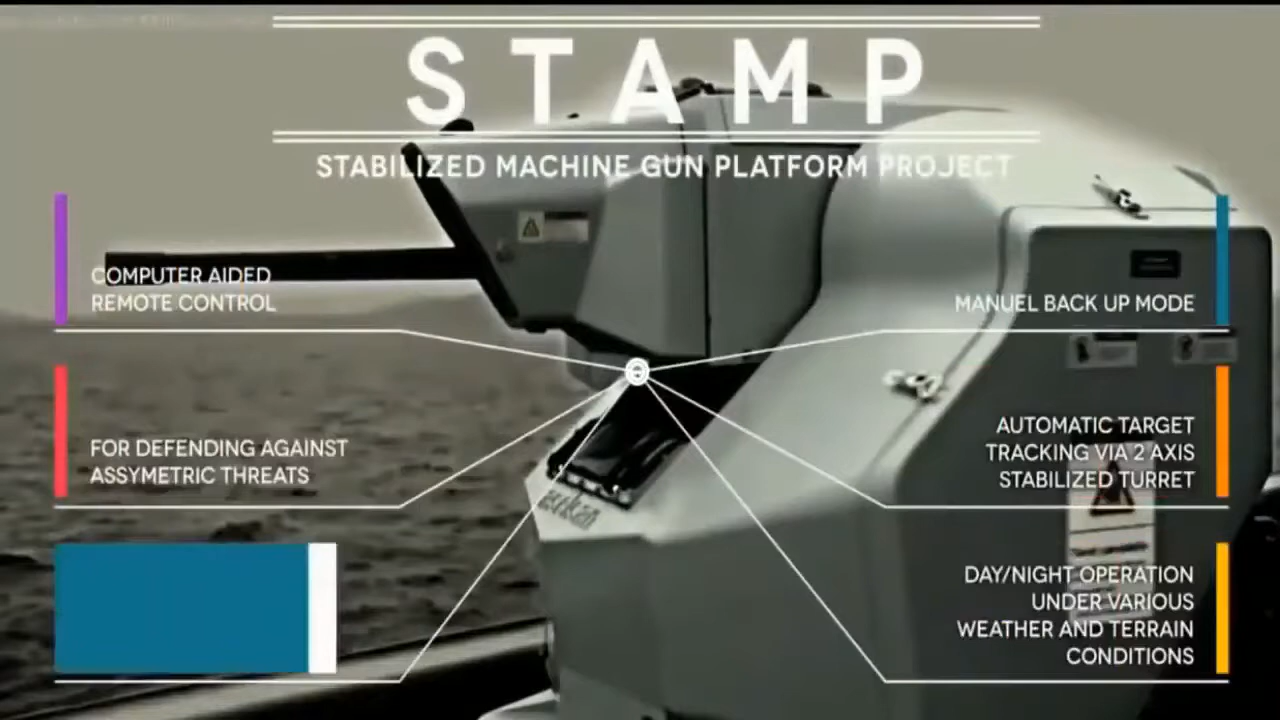 STAMP
STABILIZED MACHINE GUN PLATFORM PROJECT
COMPUTER AIDED
REMOTE CONTROL
MANUEL BACK UP MODE
FOR DEFENDING AGAINST
ASSYMETRIC THREATS
AUTOMATIC TARGET
TRACKING VIA 2 AXIS
STABILIZED TURRET
DAY/NIGHT OPERATION
UNDER VARIOUS
WEATHER AND TERRAIN
CONDITIONS